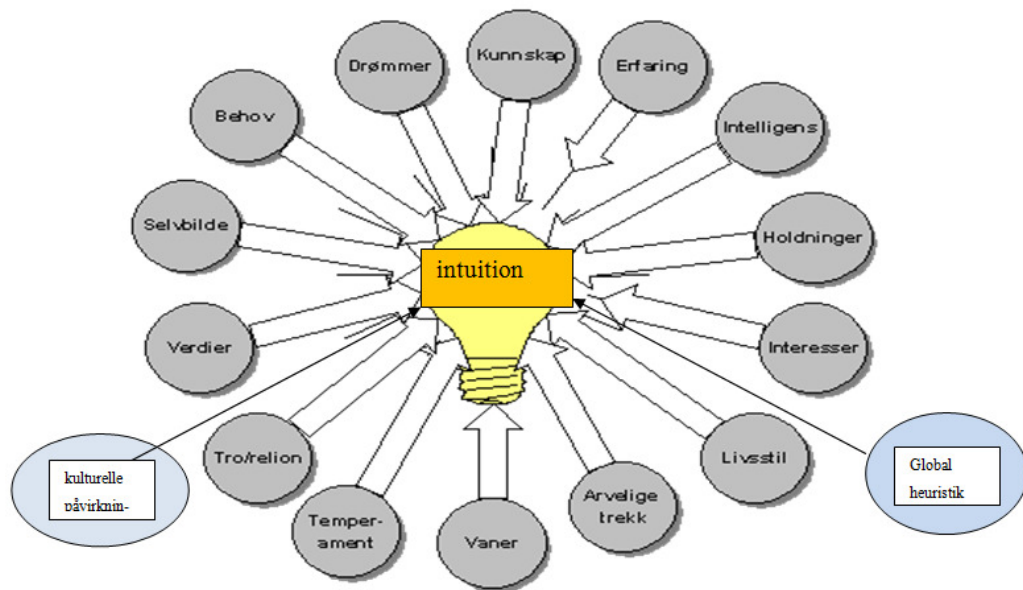 Drømmer
Kunnskap
Erfaring
Behov
Intelligens
Selvbilde
Holdninger
intuition
Verdier
Interesser
Tro/relion
Livsstil
kulturelle
påvirknin-
Global
heuristik
Temper-
ament
Vaner
Arvelige
trekk